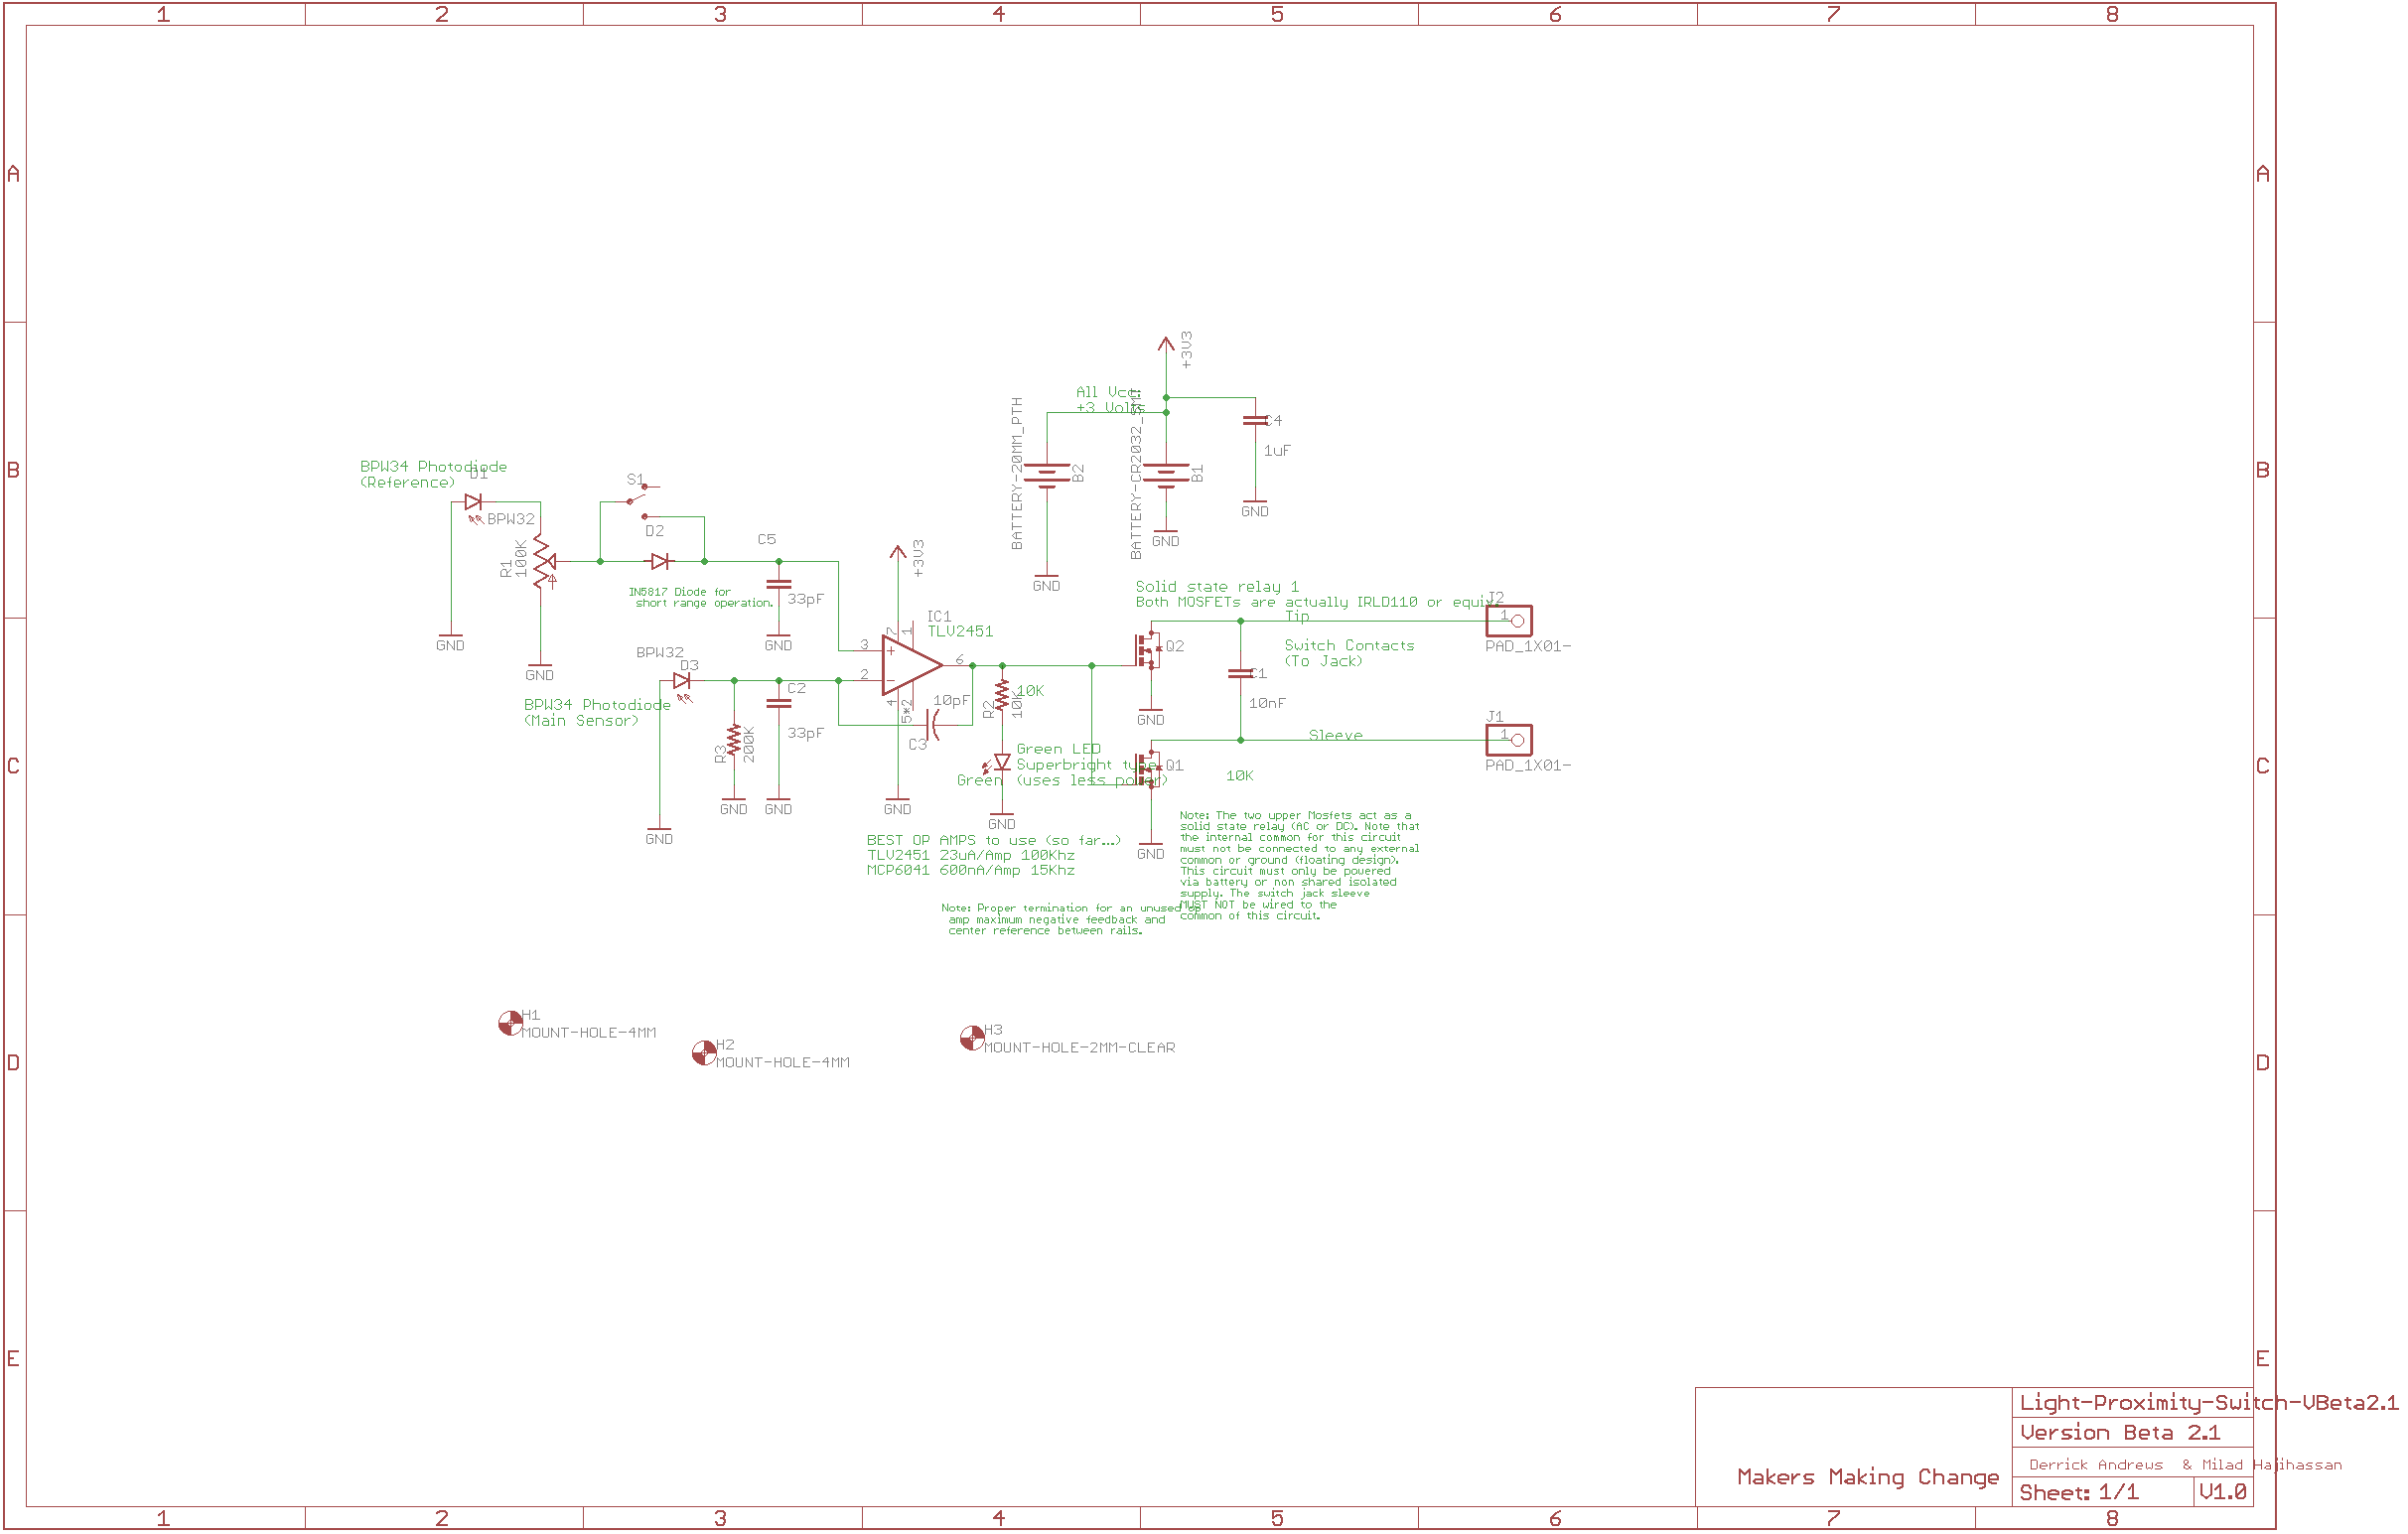 1 2 3 4 5 6 7 8
A
A
B
B
C
C
D
D
E
E
+3V3
All Vcc:
+3 Volts
BATTERY-20MM_PTH
B2
BATTERY-CR2032_SMT
B1
C4
1uF
GND
GND
GND
BPW34 Photodiode
(Reference)
D1
BPW32
S1
D2
R1
100K
C5
33pF
IN5817 Diode for
short range operation.
GND
GND
GND
+3V3
IC1
TLV2451
3
2
7
1
6
4
5*2
BPW32
D3
BPW34 Photodiode
(Main Sensor)
C2
33pF
R3
200K
GND
GND
GND
GND
10pF
C3
R2
10K
10K
Green LED
Superbright type
Green (uses less power)
GND
Solid state relay 1
Both MOSFETs are actually IRLD110 or equiv.
Tip
Switch Contacts
(To Jack)
Q2
GND
C1
10nF
J2
1
PAD_1X01-
Sleeve
J1
1
PAD_1X01-
Q1
10K
GND
BEST OP AMPS to use (so far...)
TLV2451 23uA/Amp 100Khz
MCP6041 600nA/Amp 15Khz
Note: The two upper Mosfets act as a
solid state relay (AC or DC). Note that
the internal common for this circuit
must not be connected to any external
common or ground (floating design).
This circuit must only be powered
via battery or non shared isolated
supply. The switch jack sleeve
MUST NOT be wired to the
common of this circuit.
Note: Proper termination for an unused op
amp maximum negative feedback and
center reference between rails.
H1
MOUNT-HOLE-4MM
H2
MOUNT-HOLE-4MM
H3
MOUNT-HOLE-2MM-CLEAR
Makers Making Change
Light-Proximity-Switch-VBeta2.1
Version Beta 2.1
Derrick Andrews & Milad Hajihassan
Sheet: 1/1
V1.0
1 2 3 4 5 6 7 8